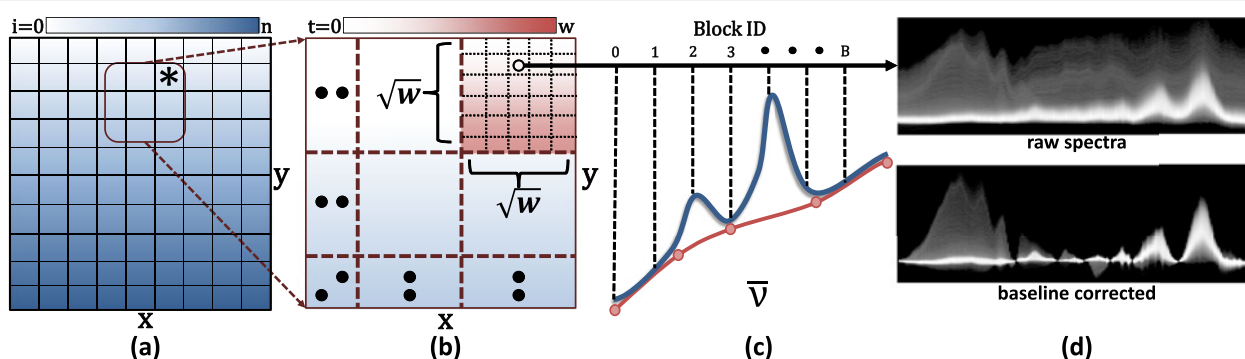 i=0 n
*
y
x
(a)
t=0 w
√w
√w
y
x
(b)
Block ID
0 1 2 3 • • • B
ν̅
(c)
raw spectra
baseline corrected
(d)